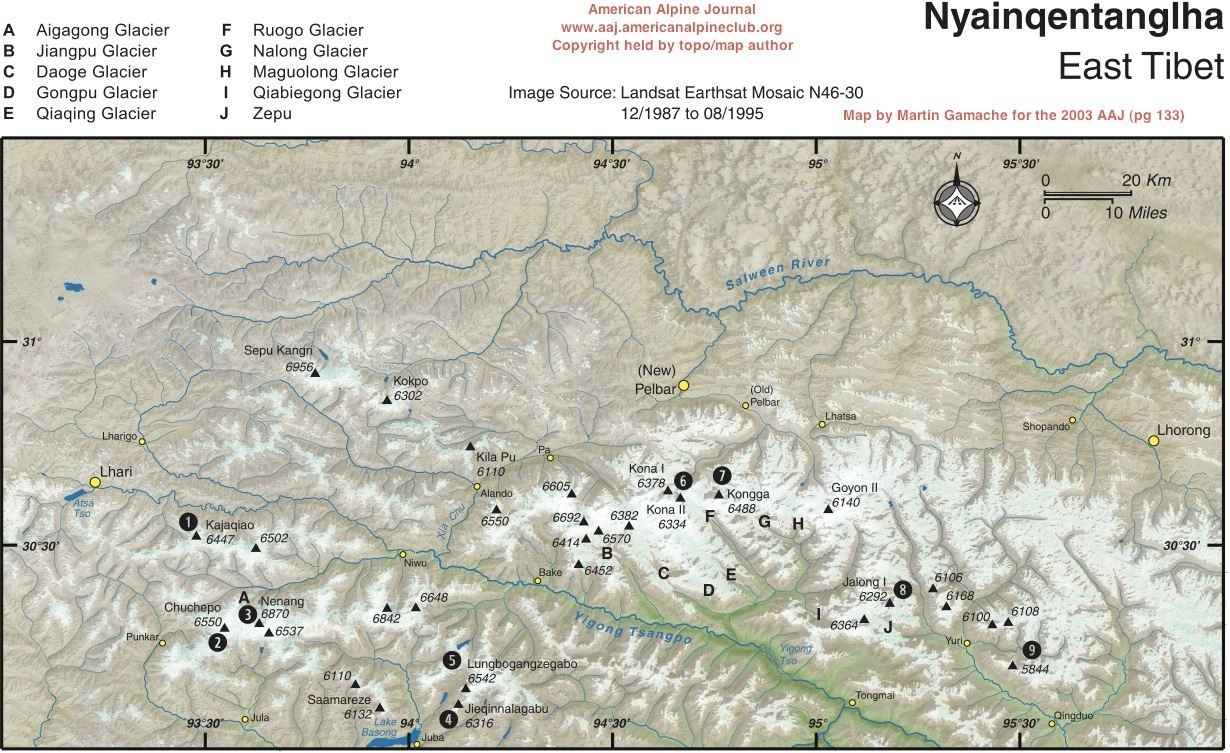 American Alpine Journal
www.aaj.americanalpineclub.org
Copyright held by topo/map author
Nyainqentanglha
East Tibet
A Aigagong Glacier
B Jiangpu Glacier
C Daoge Glacier
D Gongpu Glacier
E Qiaqing Glacier
F Ruogo Glacier
G Nalong Glacier
H Maguolong Glacier
I Qiabiegong Glacier
J Zepu
Image Source: Landsat Earthsat Mosaic N46-30
12/1987 to 08/1995
Map by Martin Gamache for the 2003 AAJ (pg 133)
93°30'
94°
94°30'
95°
95°30'
N
0 20 Km
0 10 Miles
Salween River
31°
31°
Sepu Kangri
6956
Kokpo
6302
(New)
Pelbar
(Old)
Pelbar
Lhatsa
Shopando
Lhorong
Lharigo
Lhari
Atsa
Tso
Kila Pu
6110
Pa
Alando
6550
Xia Chu
6605
Kona I
6378
6
7
Kona II
6334
Kongga
6488
Goyon II
6140
F
G
H
1
Kajaqiao
6447
6502
6692
6382
6570
6414
B
6452
30°30'
30°30'
Niwu
Bake
C
D
E
Yigong Tsangpo
Yigong
Tso
A
Nenang
6870
3
Chuchepo
6550
6537
2
Punkar
6842
6648
Jalong I
6292
8
6364
I
J
6106
6168
6100
6108
Yuri
9
5844
5
Lungbogangzegabo
6542
6110
Saamareze
6132
Jieqinnalagabu
6316
4
Lake
Basong
Jula
Juba
Tongmai
Qingduo
93°30'
94°
94°30'
95°
95°30'